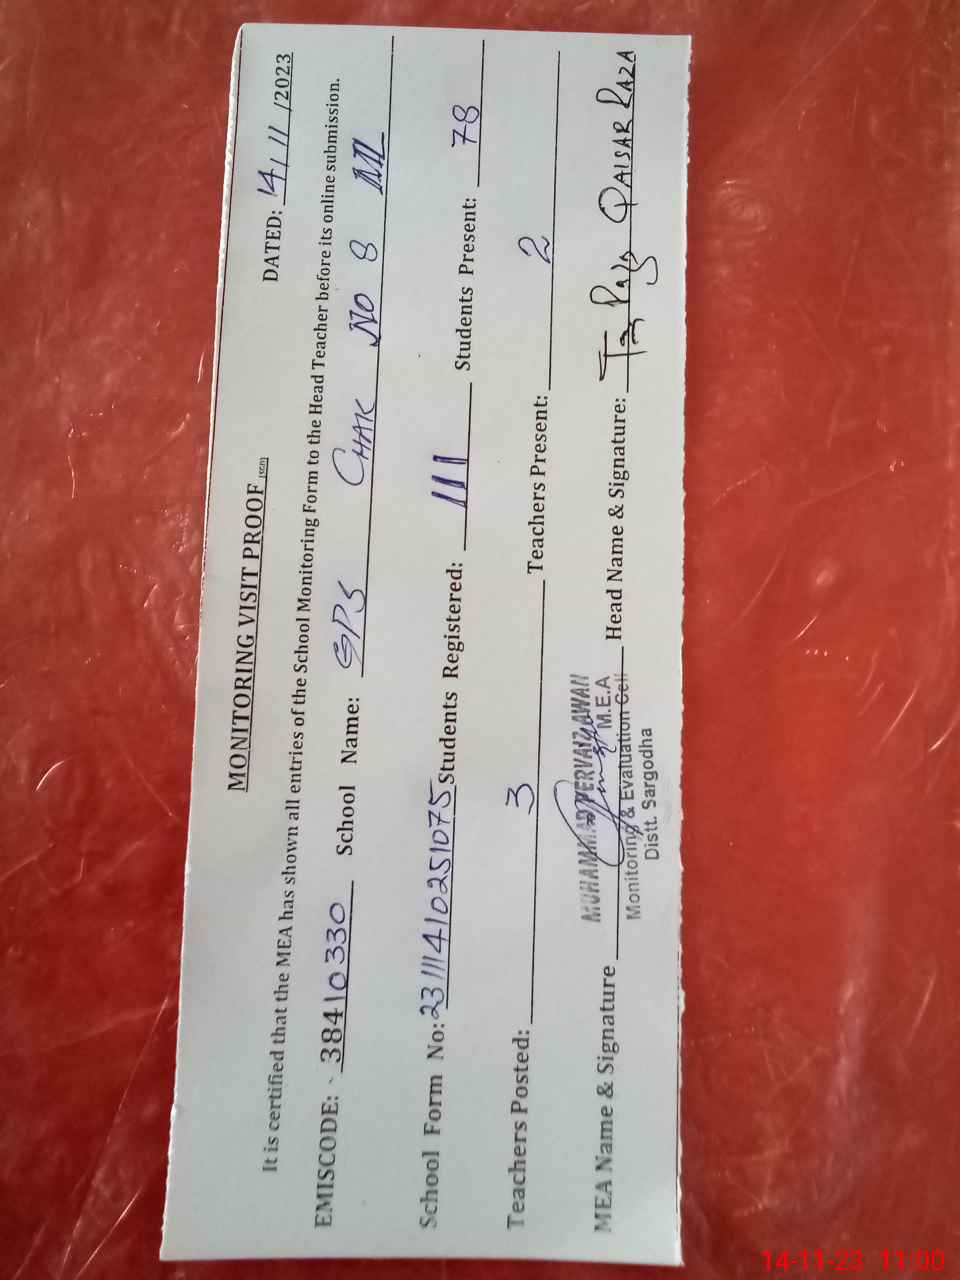 MONITORING VISIT PROOF
DATED: 14/11/2023
It is certified that the MEA has shown all entries of the School Monitoring Form to the Head Teacher before its online submission.
EMISCODE: 38410330 School Name: GPS CHAK NO 8 ML
School Form No: 23111410251075 Students Registered: 111 Students Present: 78
Teachers Posted: 3 Teachers Present: 2
MUHAMMAD PERVAIZ AWAN
MEA Name & Signature Head Name & Signature: QAISAR RAZA
M.E.A
Monitoring & Evaluation Cell
Distt. Sargodha
14-11-23 11:00